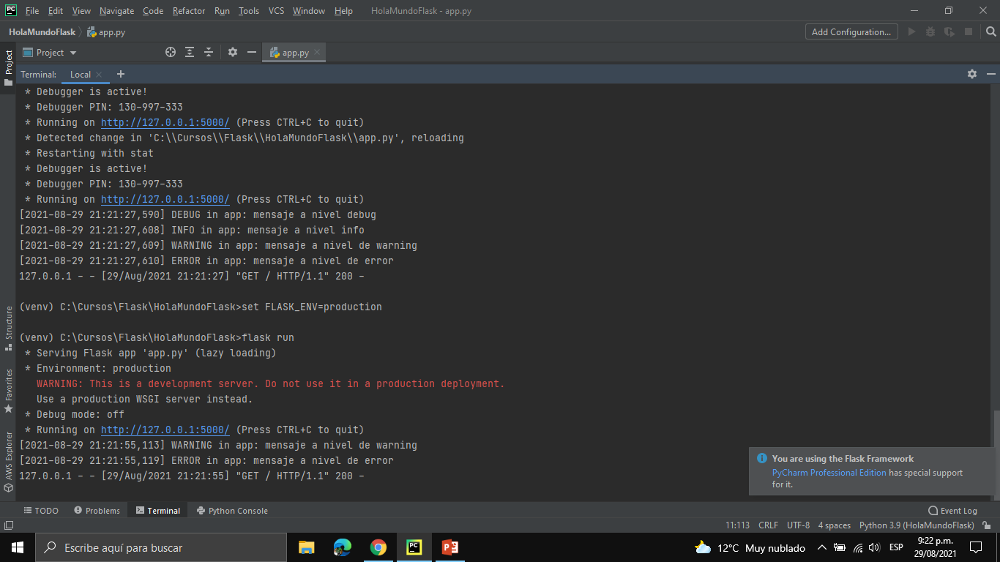 PC File Edit View Navigate Code Refactor Run Tools VCS Window Help HolaMundoFlask - app.py
HolaMundoFlask app.py Add Configuration...
Project Project app.py
Terminal: Local
* Debugger is active!
* Debugger PIN: 130-997-333
* Running on http://127.0.0.1:5000/ (Press CTRL+C to quit)
* Detected change in 'C:\\Cursos\\Flask\\HolaMundoFlask\\app.py', reloading
* Restarting with stat
* Debugger is active!
* Debugger PIN: 130-997-333
* Running on http://127.0.0.1:5000/ (Press CTRL+C to quit)
[2021-08-29 21:21:27,590] DEBUG in app: mensaje a nivel debug
[2021-08-29 21:21:27,608] INFO in app: mensaje a nivel info
[2021-08-29 21:21:27,609] WARNING in app: mensaje a nivel de warning
[2021-08-29 21:21:27,610] ERROR in app: mensaje a nivel de error
127.0.0.1 - - [29/Aug/2021 21:21:27] "GET / HTTP/1.1" 200 -
(venv) C:\Cursos\Flask\HolaMundoFlask>set FLASK_ENV=production
(venv) C:\Cursos\Flask\HolaMundoFlask>flask run
* Serving Flask app 'app.py' (lazy loading)
* Environment: production
WARNING: This is a development server. Do not use it in a production deployment.
Use a production WSGI server instead.
* Debug mode: off
* Running on http://127.0.0.1:5000/ (Press CTRL+C to quit)
[2021-08-29 21:21:55,113] WARNING in app: mensaje a nivel de warning
[2021-08-29 21:21:55,119] ERROR in app: mensaje a nivel de error
127.0.0.1 - - [29/Aug/2021 21:21:55] "GET / HTTP/1.1" 200 -
Structure
Favorites
AWS Explorer
You are using the Flask Framework
PyCharm Professional Edition has special support
for it.
TODO Problems Terminal Python Console Event Log
11:113 CRLF UTF-8 4 spaces Python 3.9 (HolaMundoFlask)
Escribe aquí para buscar PC 12°C Muy nublado ESP 9:22 p.m.
29/08/2021